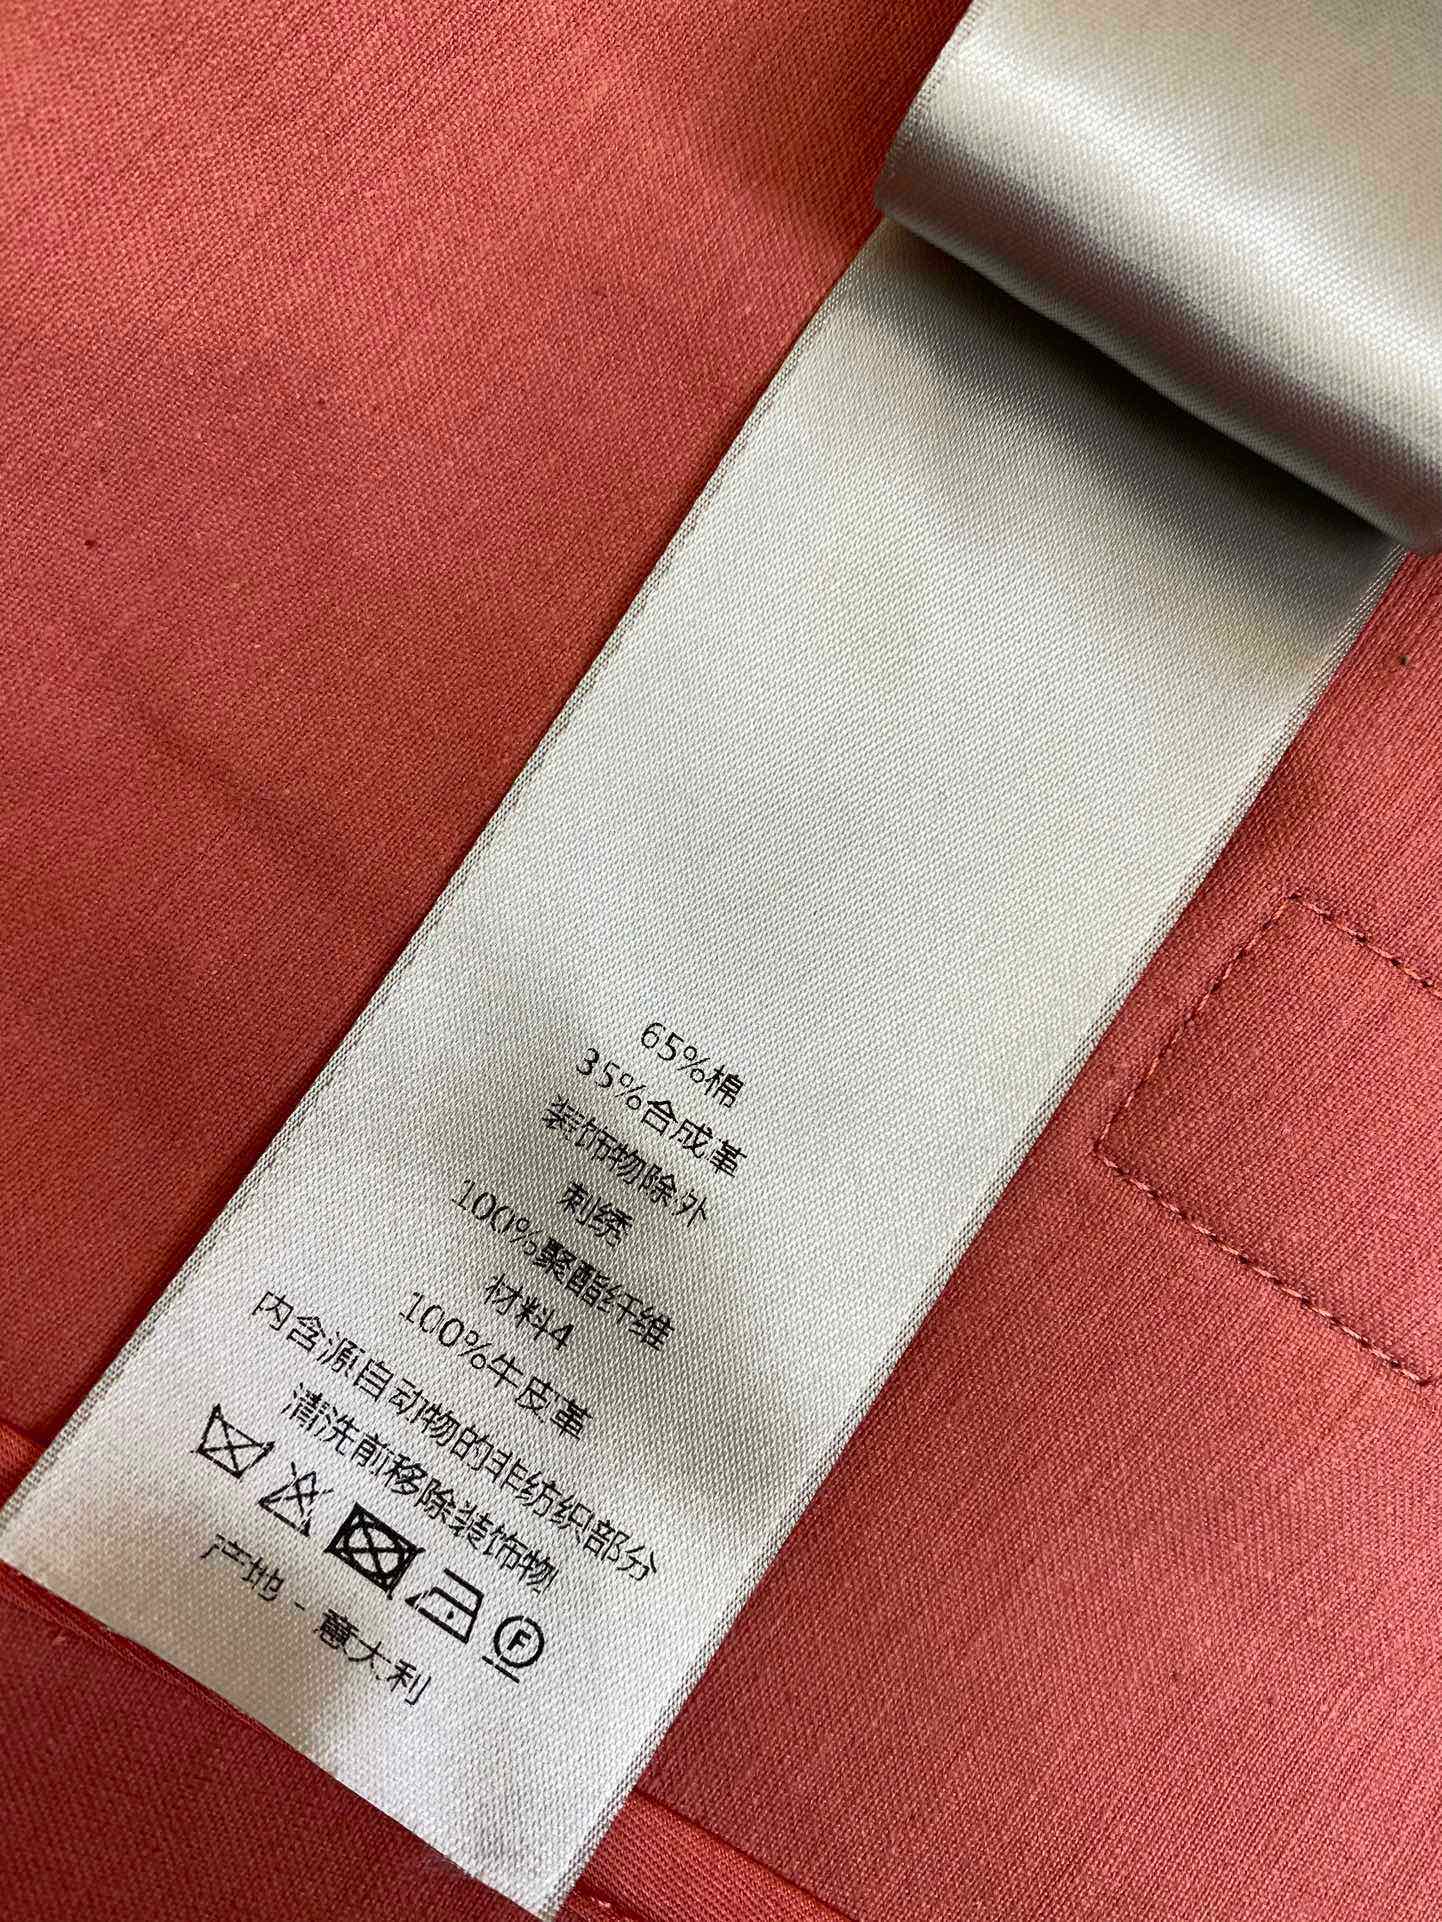 65%棉
35%合成革
装饰物除外
刺绣
100%聚酯纤维
材料4
100%牛皮革
内含源自动物的非纺织部分
清洗前移除装饰物
F
产地 - 意大利